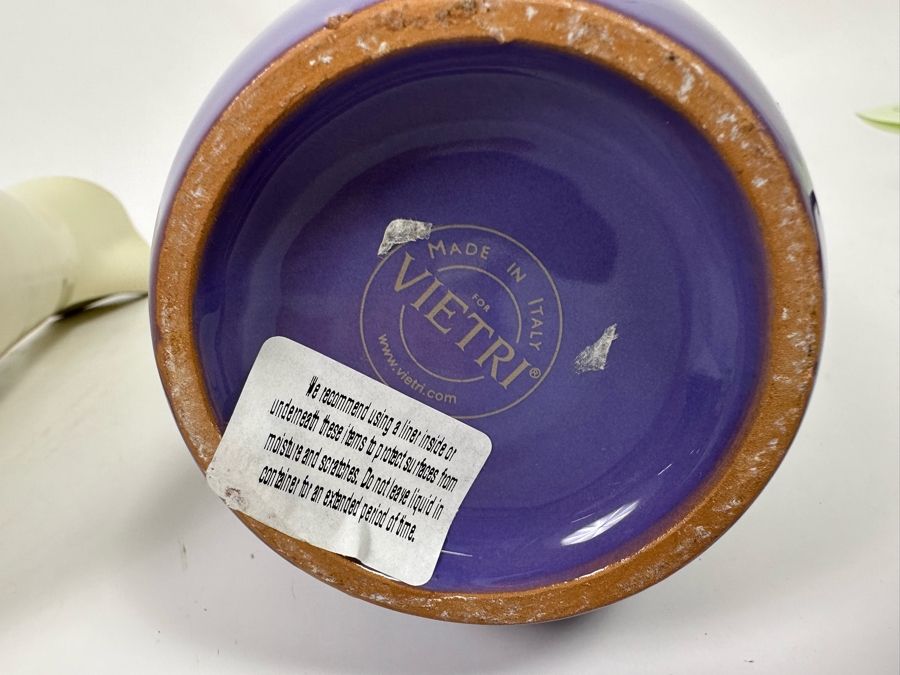 MADE IN ITALY
FOR
VIETRI®
www.vietri.com
We recommend using a liner inside or
underneath these items to protect surfaces from
moisture and scratches. Do not leave liquid in
container for an extended period of time.